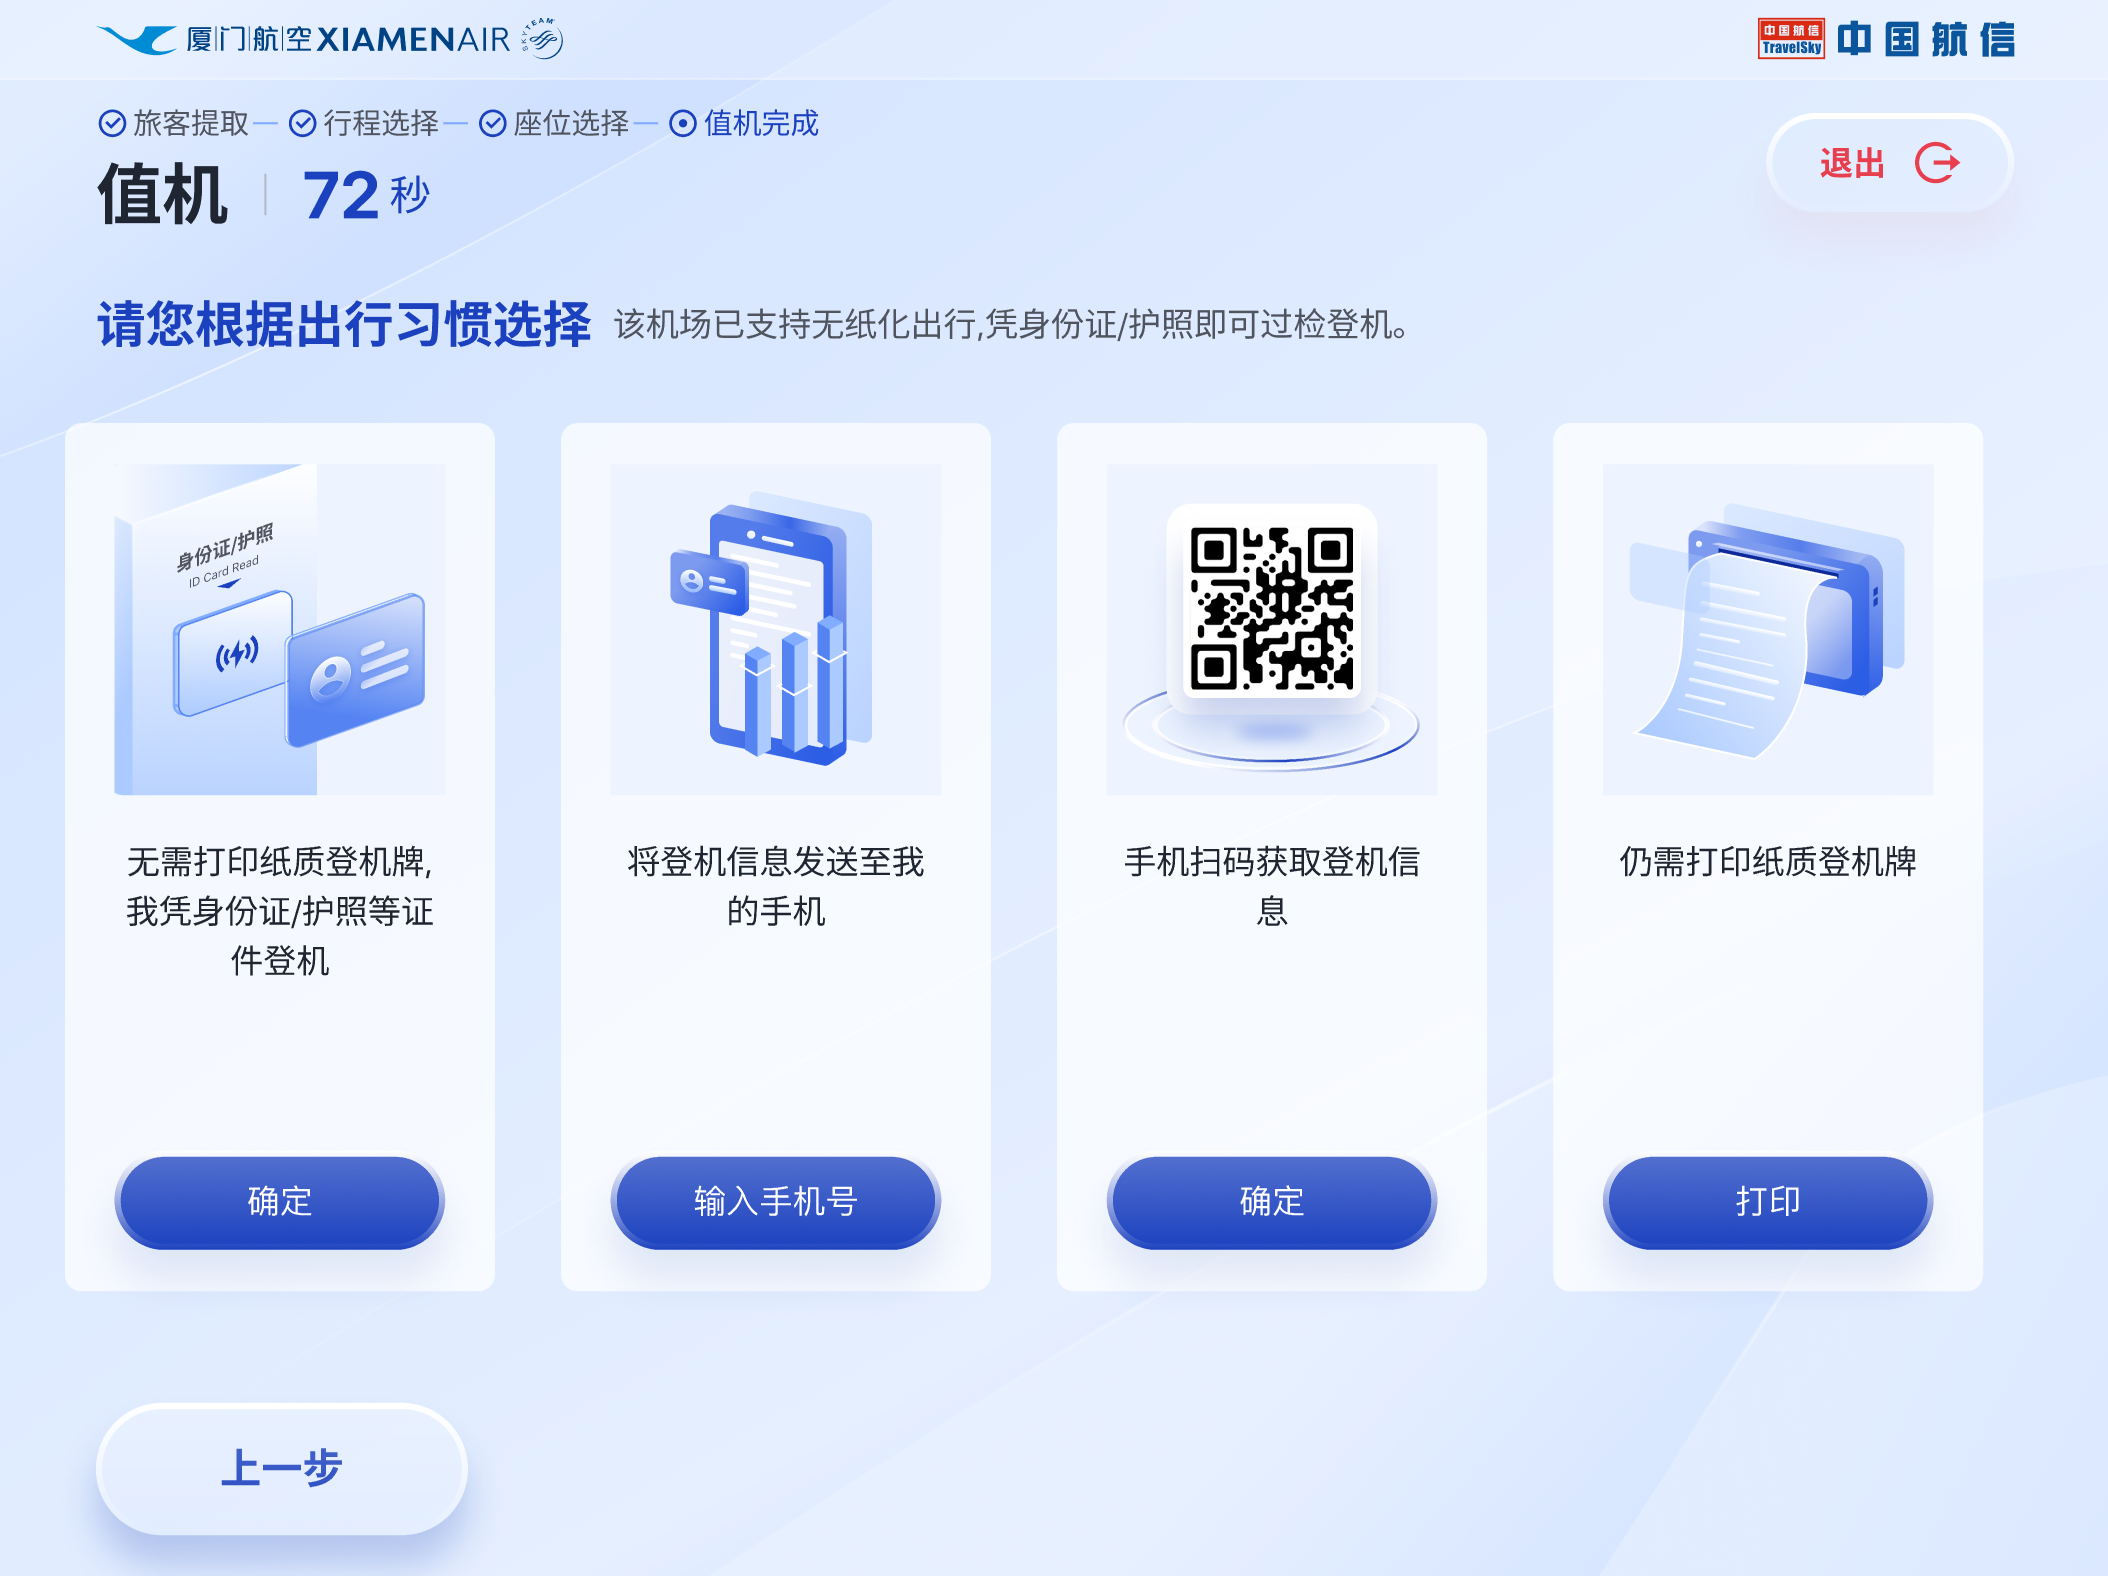 厦门航空 XIAMENAIR SKYTEAM
中国航信 TravelSky 中国航信
旅客提取 行程选择 座位选择 值机完成
值机 72 秒
退出
请您根据出行习惯选择 该机场已支持无纸化出行,凭身份证/护照即可过检登机。
身份证/护照
ID Card Read
无需打印纸质登机牌,
我凭身份证/护照等证
件登机
确定
将登机信息发送至我
的手机
输入手机号
手机扫码获取登机信
息
确定
仍需打印纸质登机牌
打印
上一步